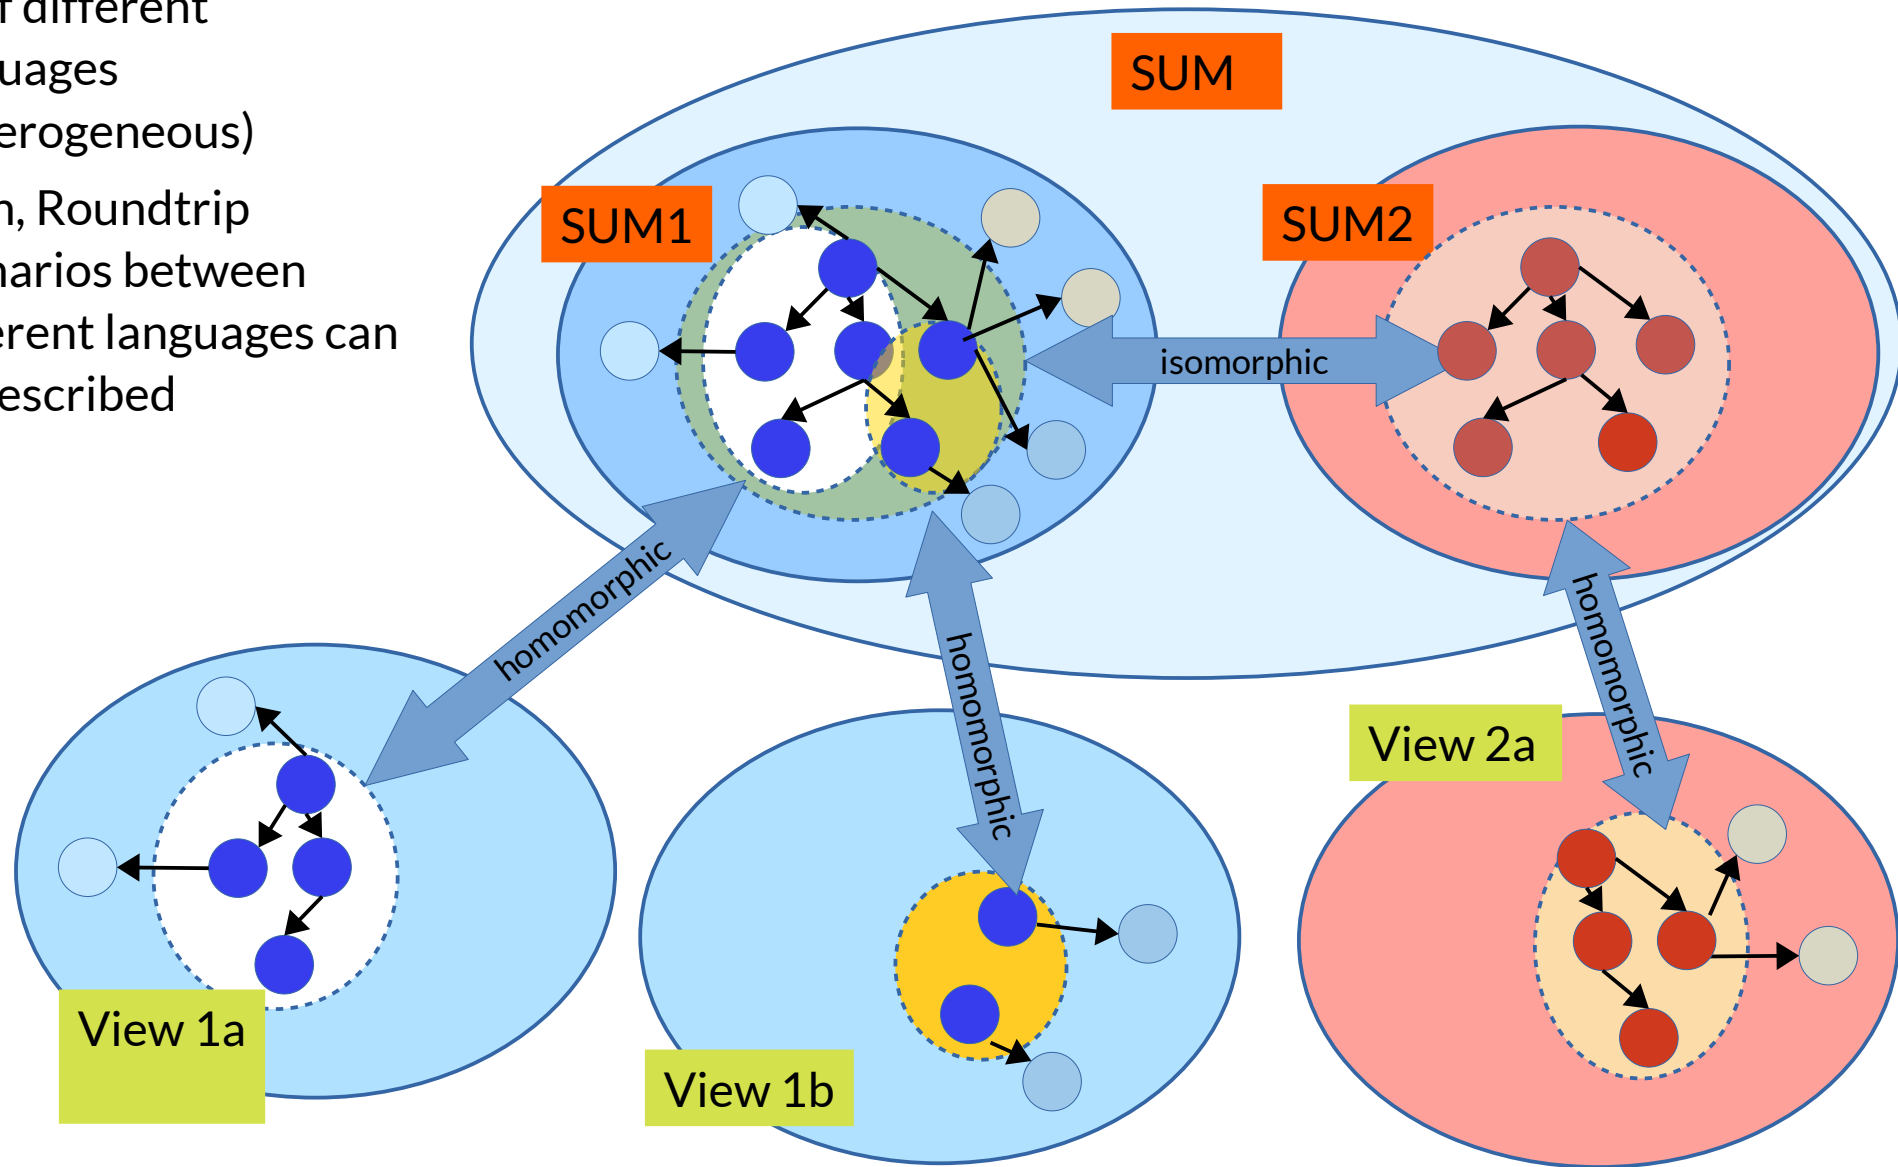 f different
uages
erogeneous)
n, Roundtrip
narios between
erent languages can
escribed
SUM
SUM1
SUM2
isomorphic
homomorphic
homomorphic
homomorphic
View 2a
View 1a
View 1b